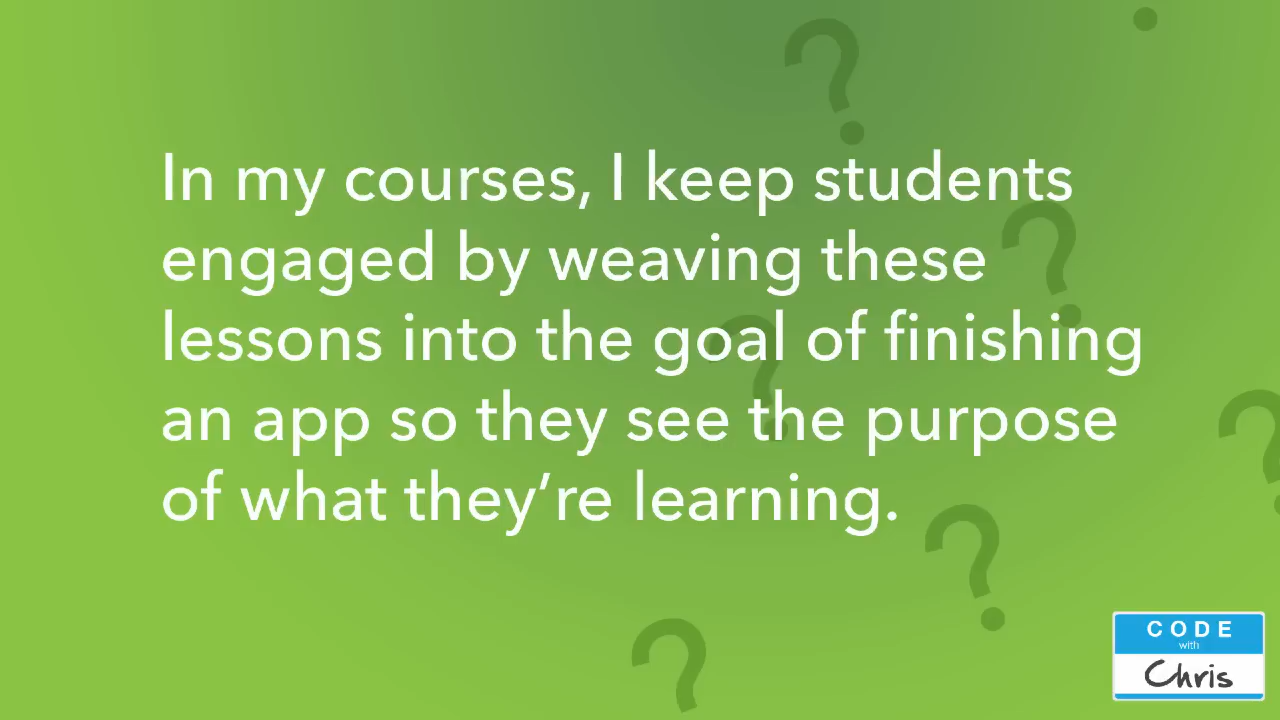 In my courses, I keep students
engaged by weaving these
lessons into the goal of finishing
an app so they see the purpose
of what they’re learning.
CODE
with
Chris